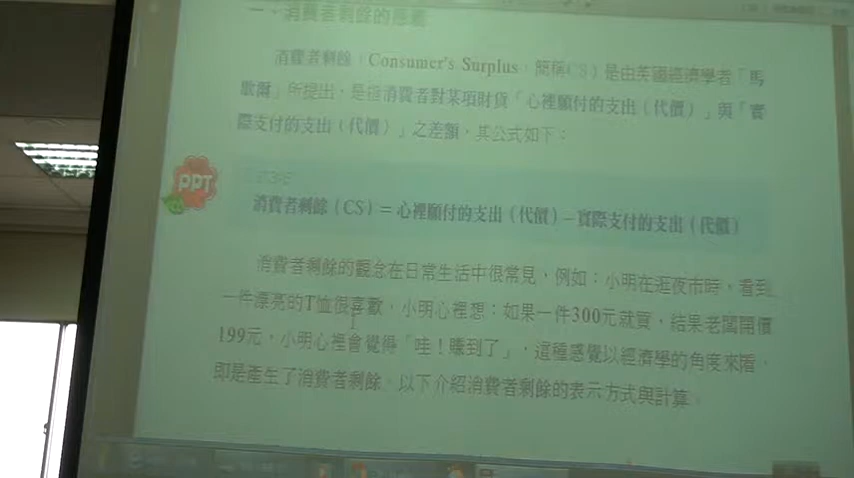 一、消費者剩餘的意義
消費者剩餘（Consumer's Surplus，簡稱CS）是由英國經濟學者「馬
歇爾」所提出，是指消費者對某項財貨「心裡願付的支出（代價）」與「實
際支付的支出（代價）」之差額，其公式如下：
PPT
消費者剩餘（CS）＝心裡願付的支出（代價）－實際支付的支出（代價）
消費者剩餘的觀念在日常生活中很常見，例如：小明在逛夜市時，看到
一件漂亮的T恤很喜歡，小明心裡想：如果一件300元就買，結果老闆開價
199元，小明心裡會覺得「哇！賺到了」，這種感覺以經濟學的角度來看，
即是產生了消費者剩餘。以下介紹消費者剩餘的表示方式與計算。